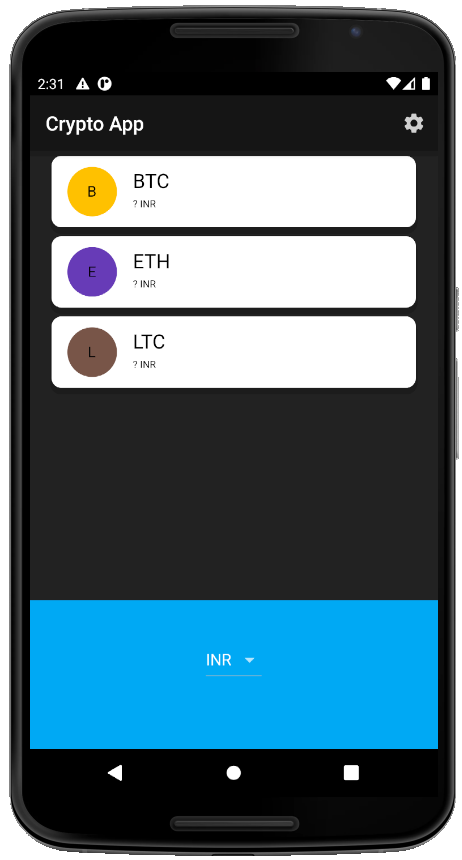 2:31
Crypto App
B
BTC
? INR
E
ETH
? INR
L
LTC
? INR
INR